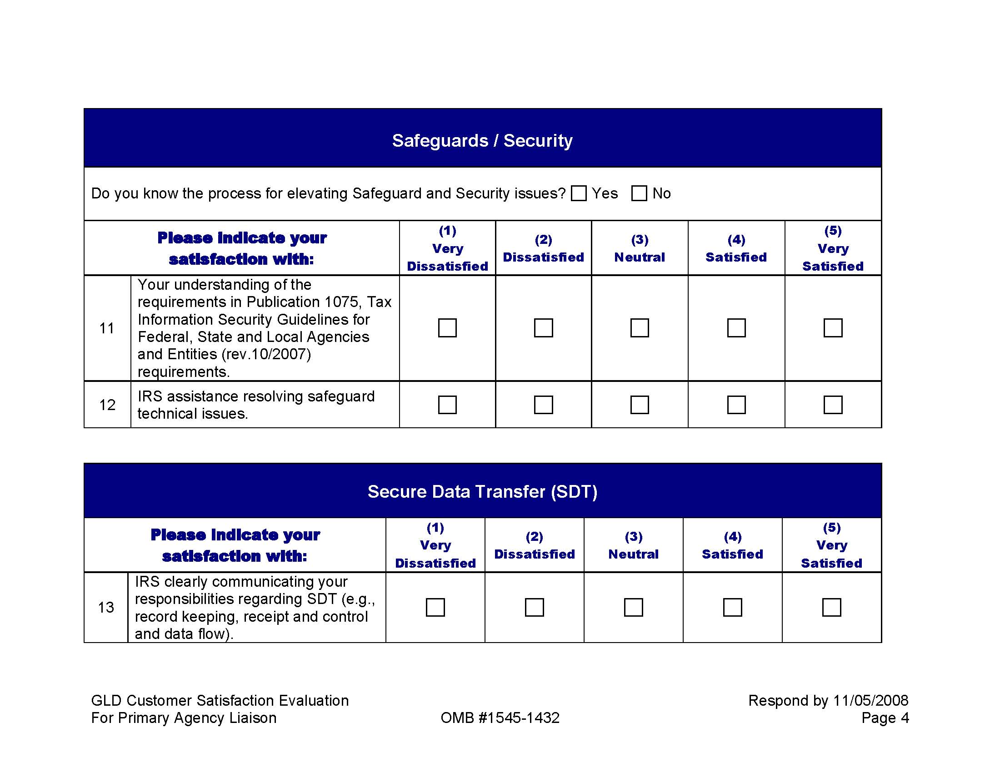 Safeguards / Security
Do you know the process for elevating Safeguard and Security issues? Yes No
Please indicate your
satisfaction with:
(1)
Very
Dissatisfied
(2)
Dissatisfied
(3)
Neutral
(4)
Satisfied
(5)
Very
Satisfied
11
Your understanding of the
requirements in Publication 1075, Tax
Information Security Guidelines for
Federal, State and Local Agencies
and Entities (rev.10/2007)
requirements.
12
IRS assistance resolving safeguard
technical issues.
Secure Data Transfer (SDT)
Please indicate your
satisfaction with:
(1)
Very
Dissatisfied
(2)
Dissatisfied
(3)
Neutral
(4)
Satisfied
(5)
Very
Satisfied
13
IRS clearly communicating your
responsibilities regarding SDT (e.g.,
record keeping, receipt and control
and data flow).
GLD Customer Satisfaction Evaluation
Respond by 11/05/2008
For Primary Agency Liaison
OMB #1545-1432
Page 4